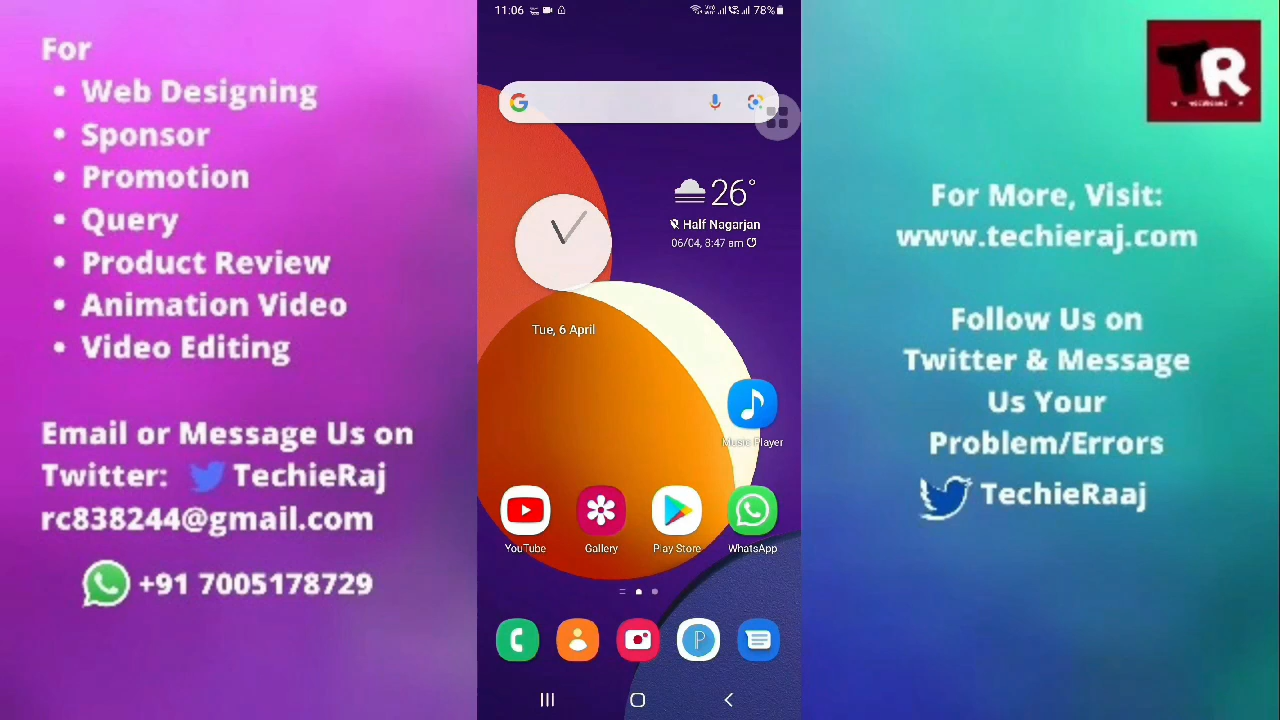 For
• Web Designing
• Sponsor
• Promotion
• Query
• Product Review
• Animation Video
• Video Editing
Email or Message Us on
Twitter: TechieRaj
rc838244@gmail.com
+91 7005178729
11:06
78%
26°
Half Nagarjan
06/04, 8:47 am
Tue, 6 April
Music Player
YouTube
Gallery
Play Store
WhatsApp
TR
For More, Visit:
www.techieraj.com
Follow Us on
Twitter & Message
Us Your
Problem/Errors
TechieRaaj